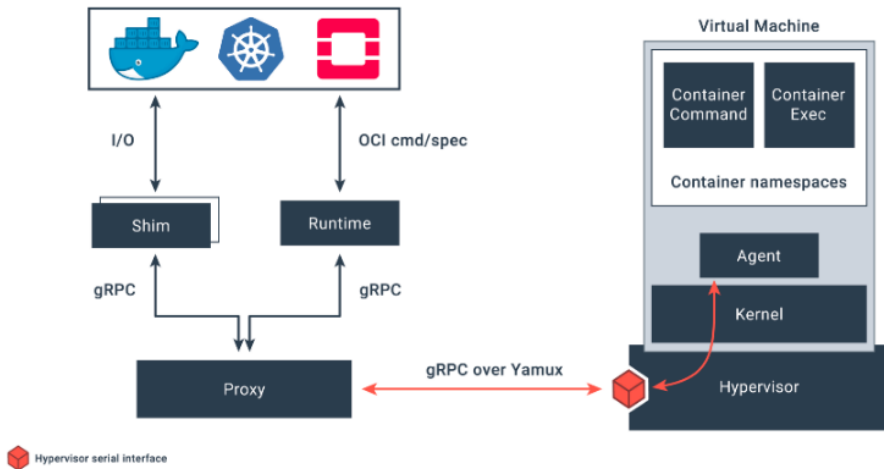 Virtual Machine
Container
Command
Container
Exec
Container namespaces
I/O
OCI cmd/spec
Shim
Runtime
Agent
gRPC
gRPC
Kernel
gRPC over Yamux
Proxy
Hypervisor
Hypervisor serial interface